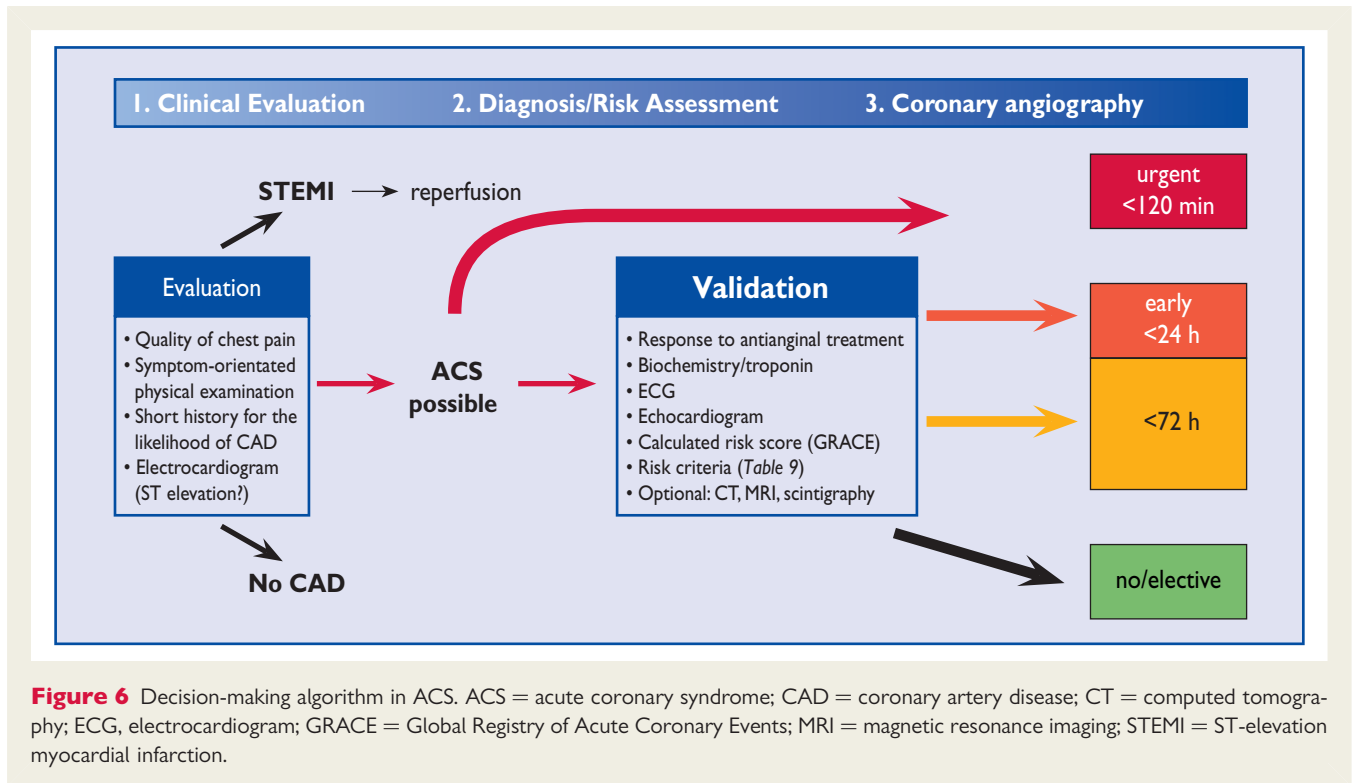 1. Clinical Evaluation 2. Diagnosis/Risk Assessment 3. Coronary angiography
STEMI
reperfusion
urgent
<120 min
Evaluation
• Quality of chest pain
• Symptom-orientated
physical examination
• Short history for the
likelihood of CAD
• Electrocardiogram
(ST elevation?)
ACS
possible
Validation
• Response to antianginal treatment
• Biochemistry/troponin
• ECG
• Echocardiogram
• Calculated risk score (GRACE)
• Risk criteria (Table 9)
• Optional: CT, MRI, scintigraphy
early
<24 h
<72 h
No CAD
no/elective
Figure 6 Decision-making algorithm in ACS. ACS = acute coronary syndrome; CAD = coronary artery disease; CT = computed tomogra-
phy; ECG, electrocardiogram; GRACE = Global Registry of Acute Coronary Events; MRI = magnetic resonance imaging; STEMI = ST-elevation
myocardial infarction.